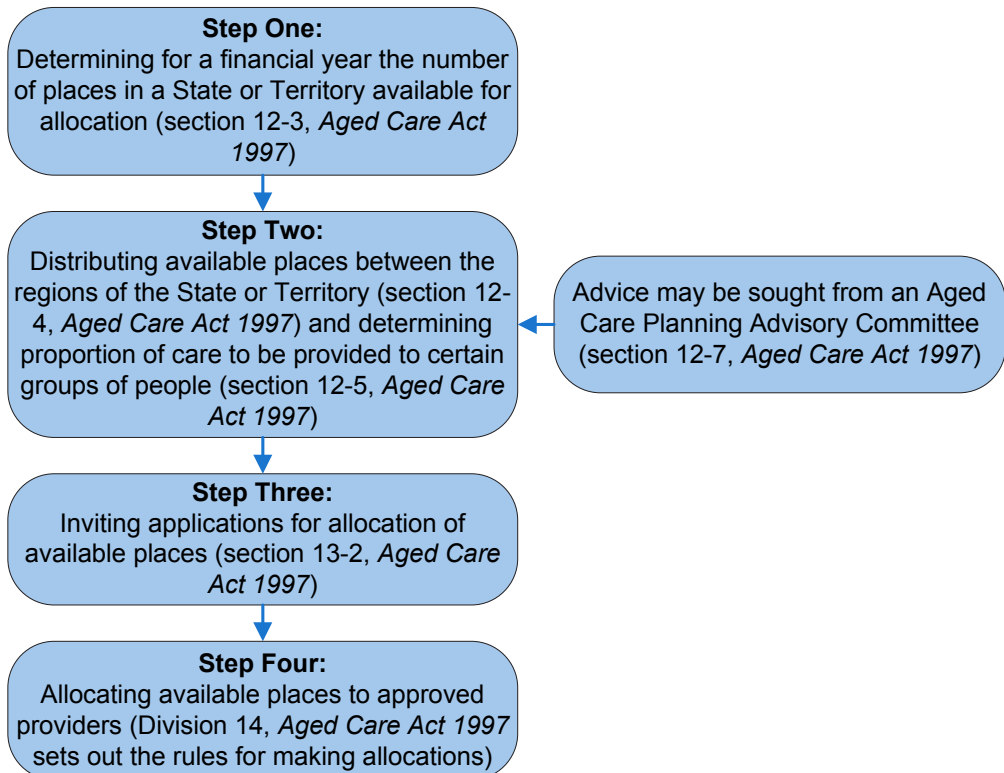 Step One:
Determining for a financial year the number
of places in a State or Territory available for
allocation (section 12-3, Aged Care Act
1997)
Step Two:
Distributing available places between the
regions of the State or Territory (section 12-
4, Aged Care Act 1997) and determining
proportion of care to be provided to certain
groups of people (section 12-5, Aged Care
Act 1997)
Advice may be sought from an Aged
Care Planning Advisory Committee
(section 12-7, Aged Care Act 1997)
Step Three:
Inviting applications for allocation of
available places (section 13-2, Aged Care
Act 1997)
Step Four:
Allocating available places to approved
providers (Division 14, Aged Care Act 1997
sets out the rules for making allocations)